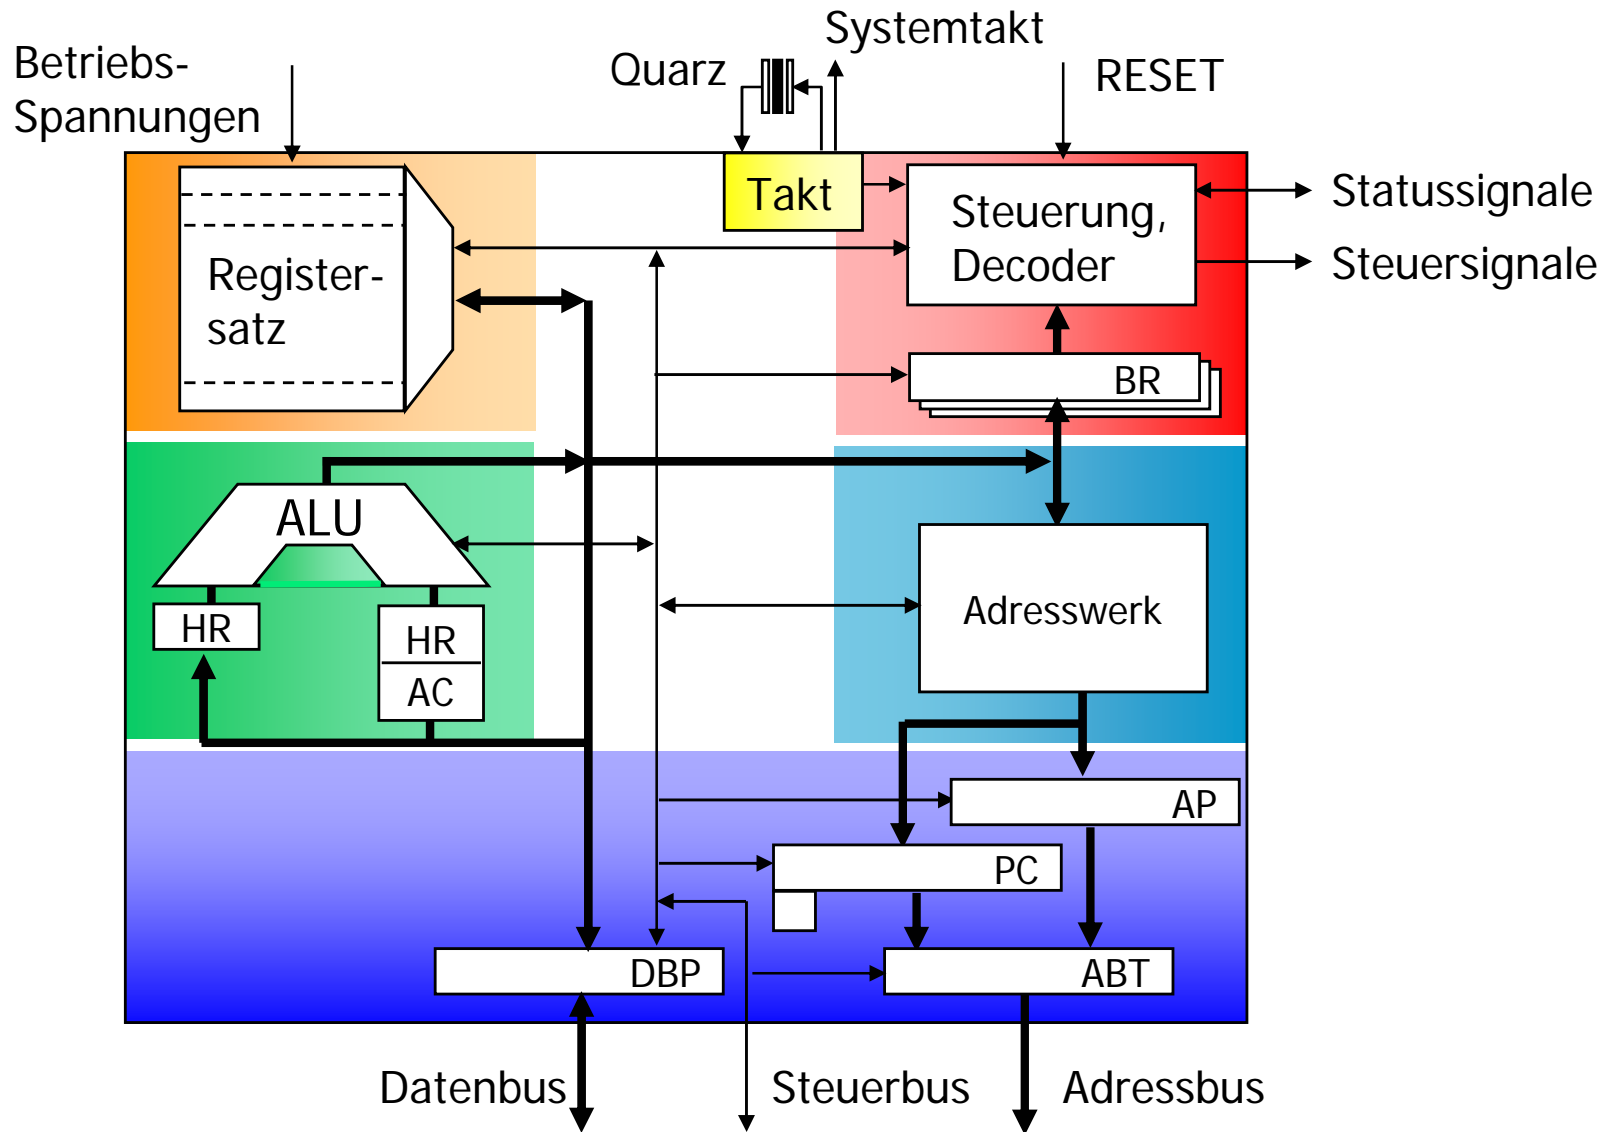 Systemtakt
Betriebs-
Spannungen
Quarz
RESET
Takt
Steuerung,
Decoder
Statussignale
Steuersignale
Register-
satz
BR
ALU
HR
HR
AC
Adresswerk
AP
PC
DBP
ABT
Datenbus
Steuerbus
Adressbus